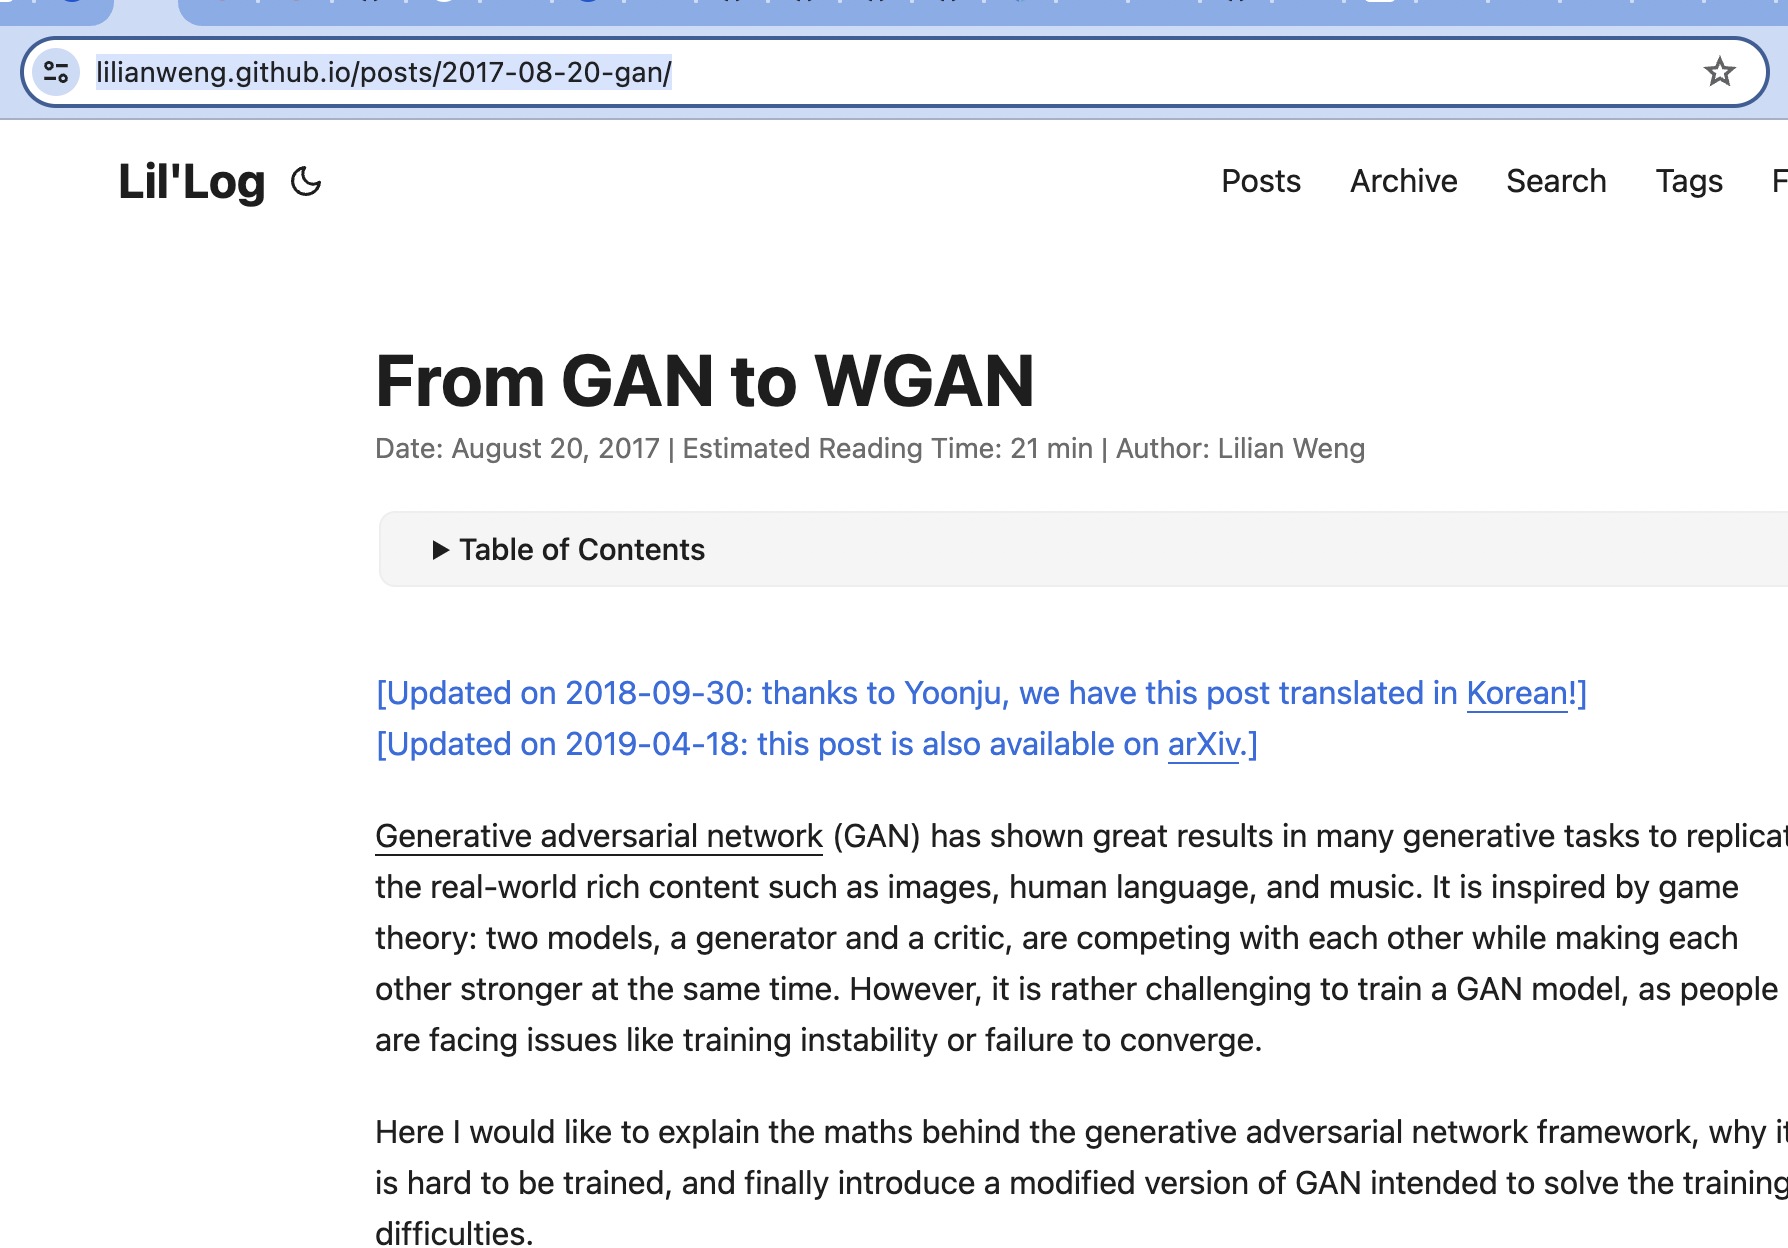 lilianweng.github.io/posts/2017-08-20-gan/
Lil'Log
Posts Archive Search Tags F
From GAN to WGAN
Date: August 20, 2017 | Estimated Reading Time: 21 min | Author: Lilian Weng
Table of Contents
[Updated on 2018-09-30: thanks to Yoonju, we have this post translated in Korean!]
[Updated on 2019-04-18: this post is also available on arXiv.]
Generative adversarial network (GAN) has shown great results in many generative tasks to replicat
the real-world rich content such as images, human language, and music. It is inspired by game
theory: two models, a generator and a critic, are competing with each other while making each
other stronger at the same time. However, it is rather challenging to train a GAN model, as people
are facing issues like training instability or failure to converge.
Here I would like to explain the maths behind the generative adversarial network framework, why it
is hard to be trained, and finally introduce a modified version of GAN intended to solve the training
difficulties.